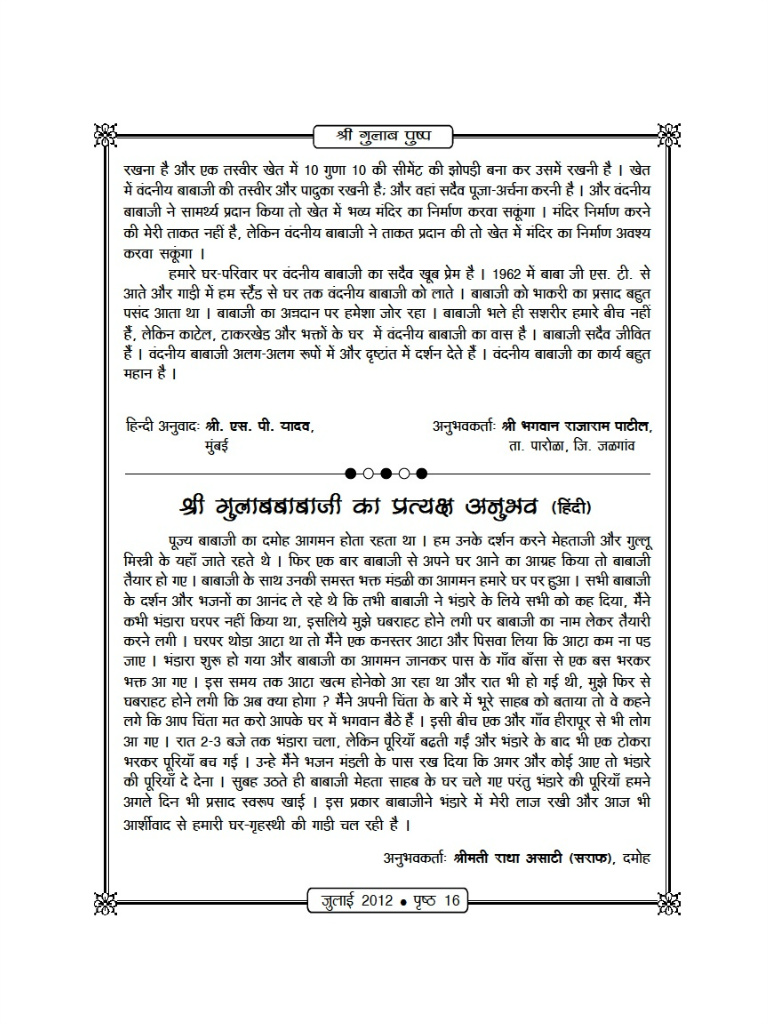 श्री गुलाब पुष्प
रखना है और एक तस्वीर खेत में 10 गुणा 10 की सीमेंट की झोपड़ी बना कर उसमें रखनी है । खेत
में वंदनीय बाबाजी की तस्वीर और पादुका रखनी है; और वहां सदैव पूजा-अर्चना करनी है । और वंदनीय
बाबाजी ने सामर्थ्य प्रदान किया तो खेत में भव्य मंदिर का निर्माण करवा सकूंगा । मंदिर निर्माण करने
की मेरी ताकत नहीं है, लेकिन वंदनीय बाबाजी ने ताकत प्रदान की तो खेत में मंदिर का निर्माण अवश्य
करवा सकूंगा ।
हमारे घर-परिवार पर वंदनीय बाबाजी का सदैव खूब प्रेम है । 1962 में बाबा जी एस. टी. से
आते और गाड़ी में हम स्टैंड से घर तक वंदनीय बाबाजी को लाते । बाबाजी को भाकरी का प्रसाद बहुत
पसंद आता था । बाबाजी का अन्नदान पर हमेशा जोर रहा । बाबाजी भले ही सशरीर हमारे बीच नहीं
हैं, लेकिन काटेल, टाकरखेड और भक्तों के घर में वंदनीय बाबाजी का वास है । बाबाजी सदैव जीवित
हैं । वंदनीय बाबाजी अलग-अलग रूपों में और दृष्टांत में दर्शन देते हैं । वंदनीय बाबाजी का कार्य बहुत
महान है ।
हिन्दी अनुवादः श्री. एस. पी. यादव, अनुभवकर्ताः श्री भगवान राजाराम पाटील,
मुंबई ता. पारोळा, जि. जळगांव
श्री गुलाबबाबाजी का प्रत्यक्ष अनुभव (हिंदी)
पूज्य बाबाजी का दमोह आगमन होता रहता था । हम उनके दर्शन करने मेहताजी और गुल्लू
मिस्त्री के यहाँ जाते रहते थे । फिर एक बार बाबाजी से अपने घर आने का आग्रह किया तो बाबाजी
तैयार हो गए । बाबाजी के साथ उनकी समस्त भक्त मंडळी का आगमन हमारे घर पर हुआ । सभी बाबाजी
के दर्शन और भजनों का आनंद ले रहे थे कि तभी बाबाजी ने भंडारे के लिये सभी को कह दिया, मैंने
कभी भंडारा घरपर नहीं किया था, इसलिये मुझे घबराहट होने लगी पर बाबाजी का नाम लेकर तैयारी
करने लगी । घरपर थोडा आटा था तो मैंने एक कनस्तर आटा और पिसवा लिया कि आटा कम ना पड
जाए । भंडारा शुरू हो गया और बाबाजी का आगमन जानकर पास के गाँव बाँसा से एक बस भरकर
भक्त आ गए । इस समय तक आटा खत्म होनेको आ रहा था और रात भी हो गई थी, मुझे फिर से
घबराहट होने लगी कि अब क्या होगा ? मैंने अपनी चिंता के बारे में भूरे साहब को बताया तो वे कहने
लगे कि आप चिंता मत करो आपके घर में भगवान बैठे हैं । इसी बीच एक और गाँव हीरापूर से भी लोग
आ गए । रात 2-3 बजे तक भंडारा चला, लेकिन पूरियाँ बढती गईं और भंडारे के बाद भी एक टोकरा
भरकर पूरियाँ बच गई । उन्हे मैंने भजन मंडली के पास रख दिया कि अगर और कोई आए तो भंडारे
की पूरियाँ दे देना । सुबह उठते ही बाबाजी मेहता साहब के घर चले गए परंतु भंडारे की पूरियाँ हमने
अगले दिन भी प्रसाद स्वरूप खाई । इस प्रकार बाबाजीने भंडारे में मेरी लाज रखी और आज भी
आर्शीवाद से हमारी घर-गृहस्थी की गाडी चल रही है ।
अनुभवकर्ताः श्रीमती राधा असाटी (सराफ), दमोह
जुलाई 2012 ● पृष्ठ 16